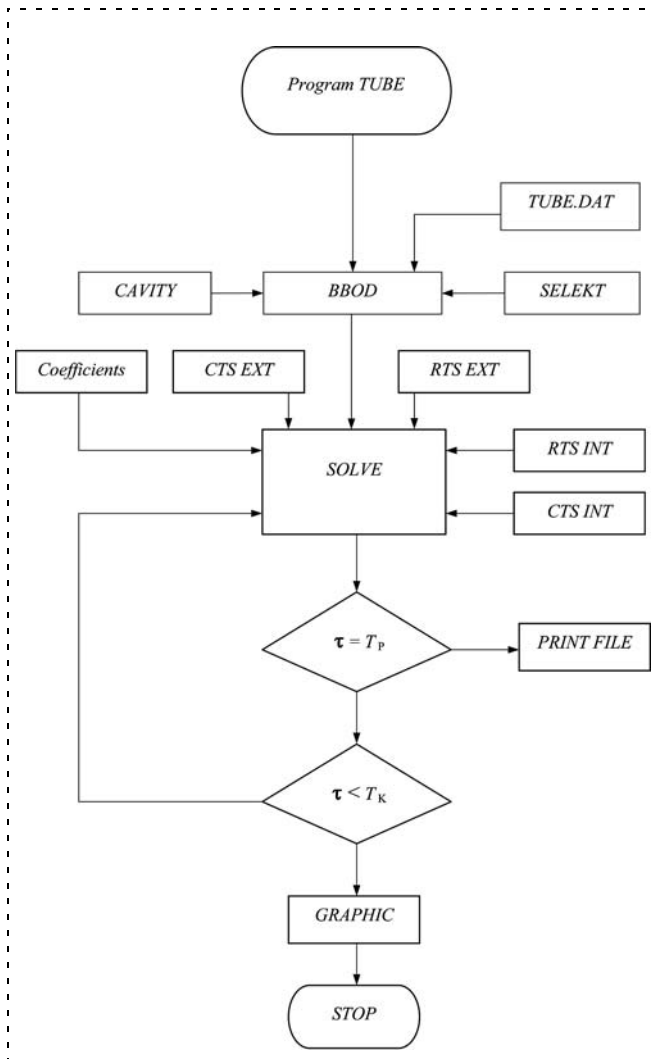 Program TUBE
TUBE.DAT
CAVITY
BBOD
SELEKT
Coefficients
CTS EXT
RTS EXT
SOLVE
RTS INT
CTS INT
τ = T_P
PRINT FILE
τ < T_K
GRAPHIC
STOP